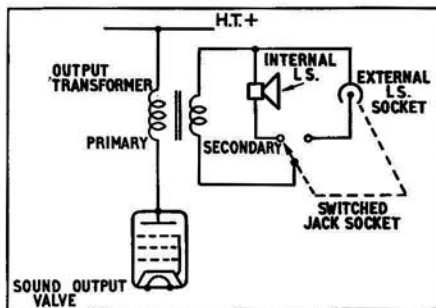 H.T.+
OUTPUT
TRANSFORMER
INTERNAL
L.S.
EXTERNAL
L.S.
SOCKET
PRIMARY
SECONDARY
SWITCHED
JACK SOCKET
SOUND OUTPUT
VALVE